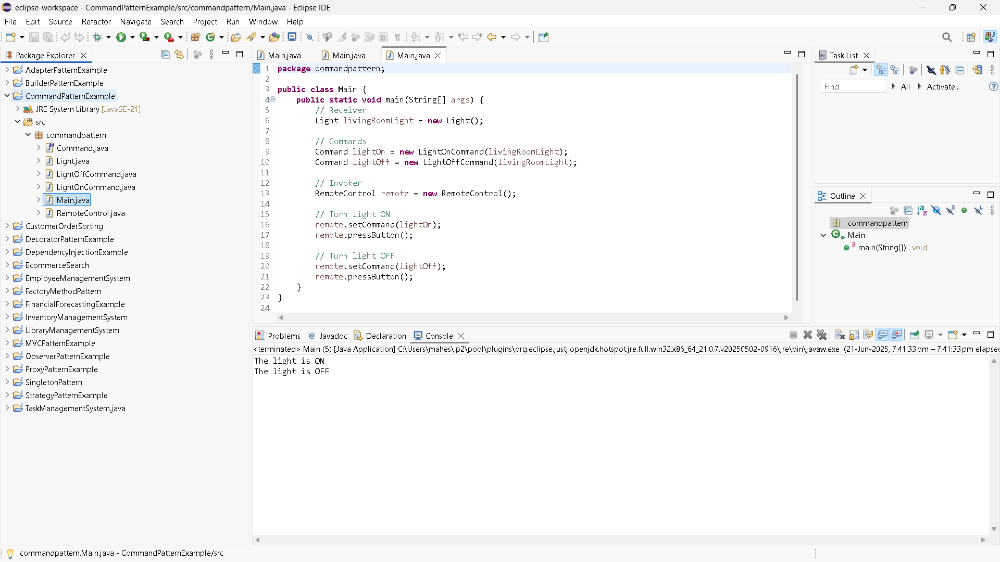 eclipse-workspace - CommandPatternExample/src/commandpattern/Main.java - Eclipse IDE
File Edit Source Refactor Navigate Search Project Run Window Help
Package Explorer
AdapterPatternExample
BuilderPatternExample
CommandPatternExample
JRE System Library [JavaSE-21]
src
commandpattern
Command.java
Light.java
LightOffCommand.java
LightOnCommand.java
Main.java
RemoteControl.java
CustomerOrderSorting
DecoratorPatternExample
DependencyInjectionExample
EcommerceSearch
EmployeeManagementSystem
FactoryMethodPattern
FinancialForecastingExample
InventoryManagementSystem
LibraryManagementSystem
MVCPatternExample
ObserverPatternExample
ProxyPatternExample
SingletonPattern
StrategyPatternExample
TaskManagementSystem.java
Main.java Main.java Main.java
1 package commandpattern;
2
3 public class Main {
4 public static void main(String[] args) {
5 // Receiver
6 Light livingRoomLight = new Light();
7
8 // Commands
9 Command lightOn = new LightOnCommand(livingRoomLight);
10 Command lightOff = new LightOffCommand(livingRoomLight);
11
12 // Invoker
13 RemoteControl remote = new RemoteControl();
14
15 // Turn light ON
16 remote.setCommand(lightOn);
17 remote.pressButton();
18
19 // Turn light OFF
20 remote.setCommand(lightOff);
21 remote.pressButton();
22 }
23 }
24
Task List
Find All Activate...
Outline
commandpattern
Main
main(String[]) : void
Problems Javadoc Declaration Console
<terminated> Main (5) [Java Application] C:\Users\mahes\.p2\pool\plugins\org.eclipse.justj.openjdk.hotspot.jre.full.win32.x86_64_21.0.7.v20250502-0916\jre\bin\javaw.exe (21-Jun-2025, 7:41:33 pm – 7:41:33 pm elapsed
The light is ON
The light is OFF
commandpattern.Main.java - CommandPatternExample/src